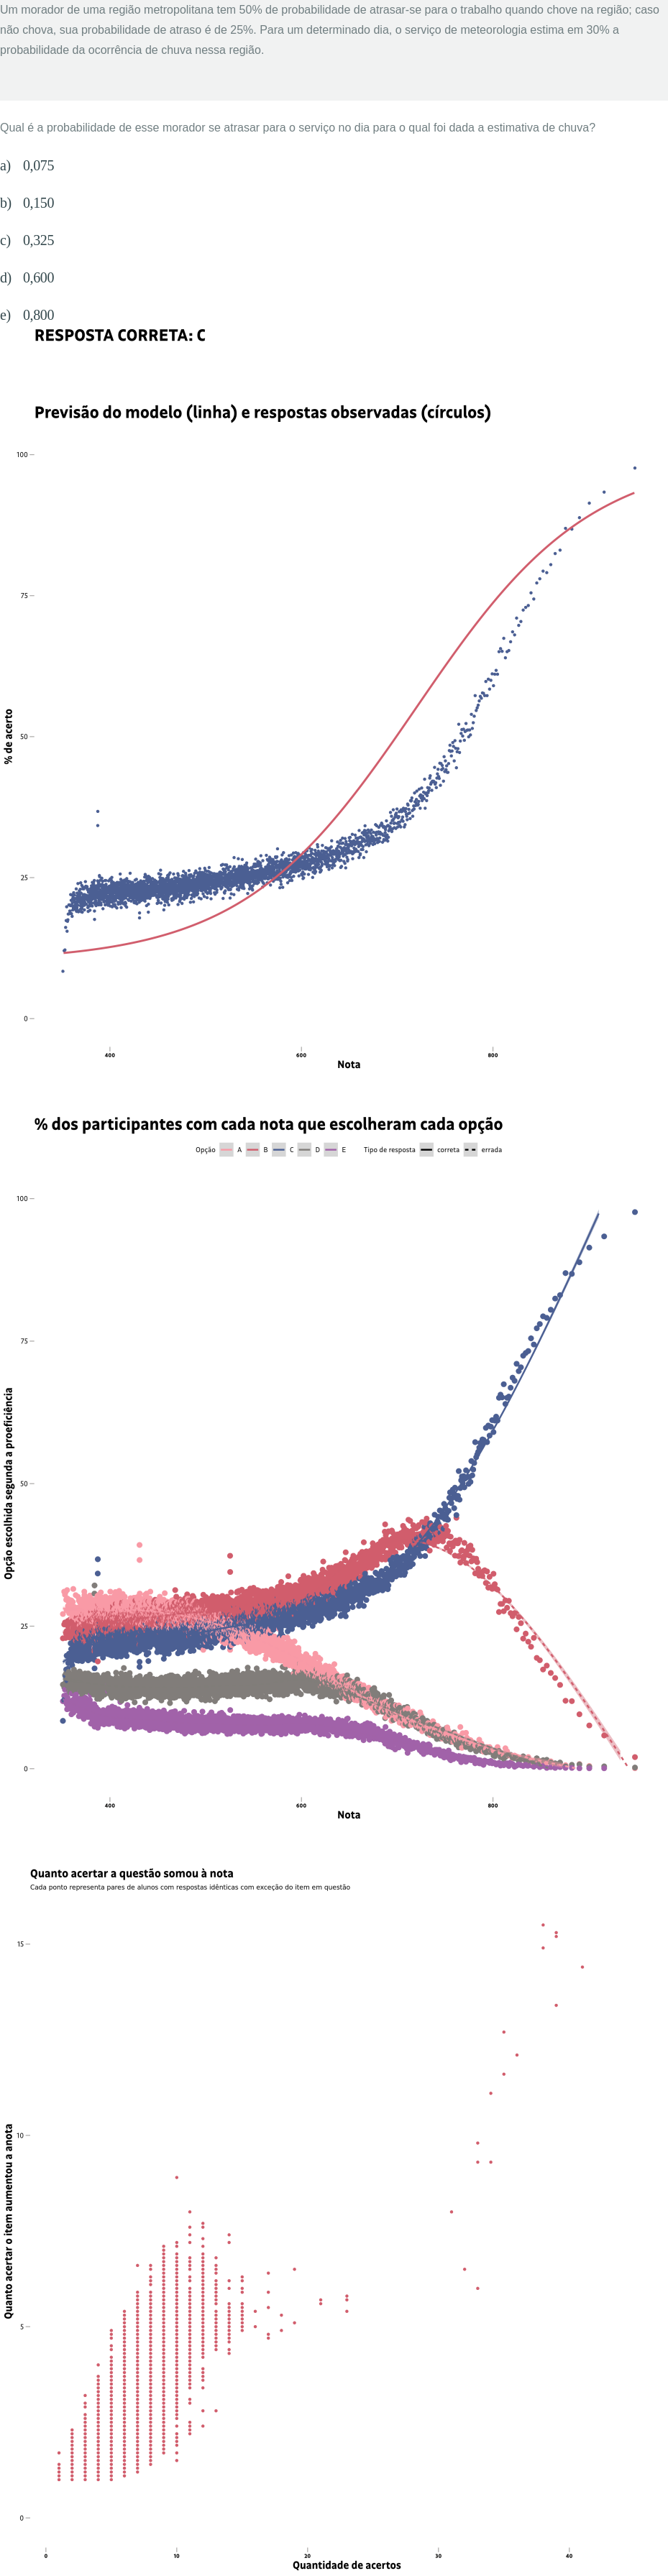 Um morador de uma região metropolitana tem 50% de probabilidade de atrasar-se para o trabalho quando chove na região; caso
não chova, sua probabilidade de atraso é de 25%. Para um determinado dia, o serviço de meteorologia estima em 30% a
probabilidade da ocorrência de chuva nessa região.
Qual é a probabilidade de esse morador se atrasar para o serviço no dia para o qual foi dada a estimativa de chuva?
a) 0,075
b) 0,150
c) 0,325
d) 0,600
e) 0,800
RESPOSTA CORRETA: C
Previsão do modelo (linha) e respostas observadas (círculos)
100
75
50
25
0
% de acerto
400 600 800
Nota
% dos participantes com cada nota que escolheram cada opção
Opção A B C D E Tipo de resposta correta errada
100
75
50
25
0
Opção escolhida segunda a proeficiência
400 600 800
Nota
Quanto acertar a questão somou à nota
Cada ponto representa pares de alunos com respostas idênticas com exceção do item em questão
15
10
5
0
Quanto acertar o item aumentou a anota
0 10 20 30 40
Quantidade de acertos